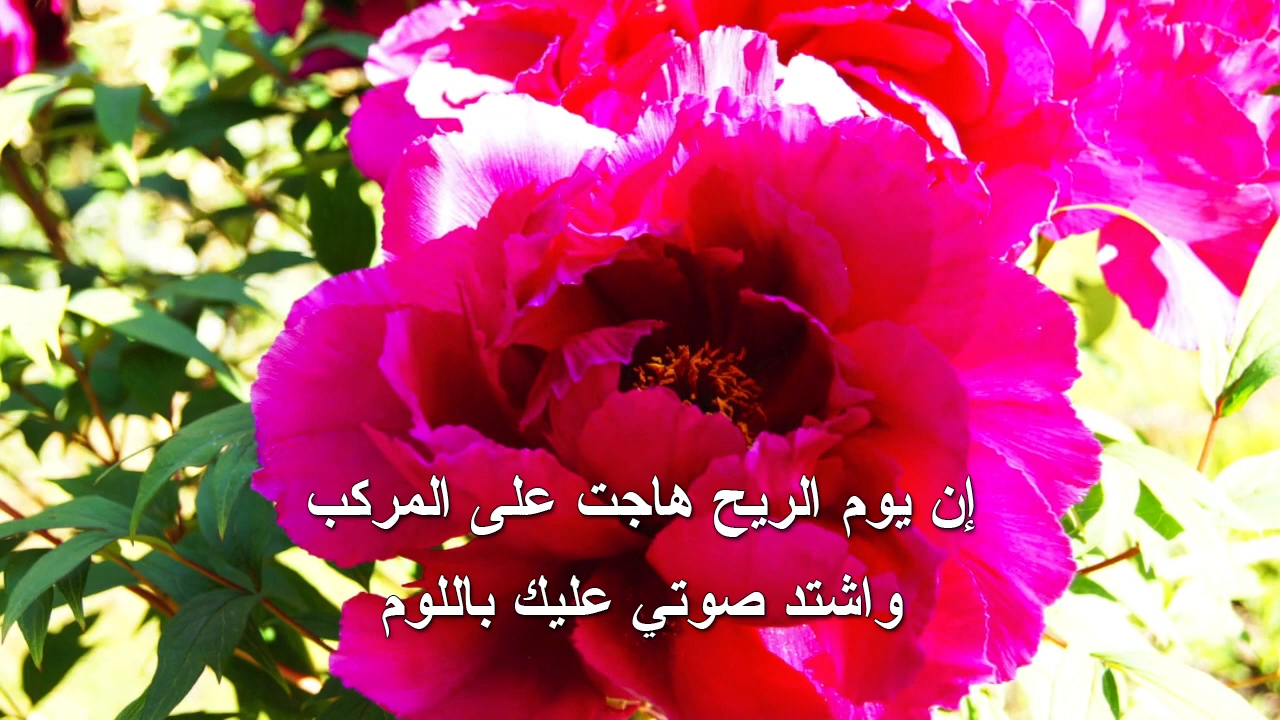 إن يوم الريح هاجت على المركب
واشتد صوتي عليك باللوم